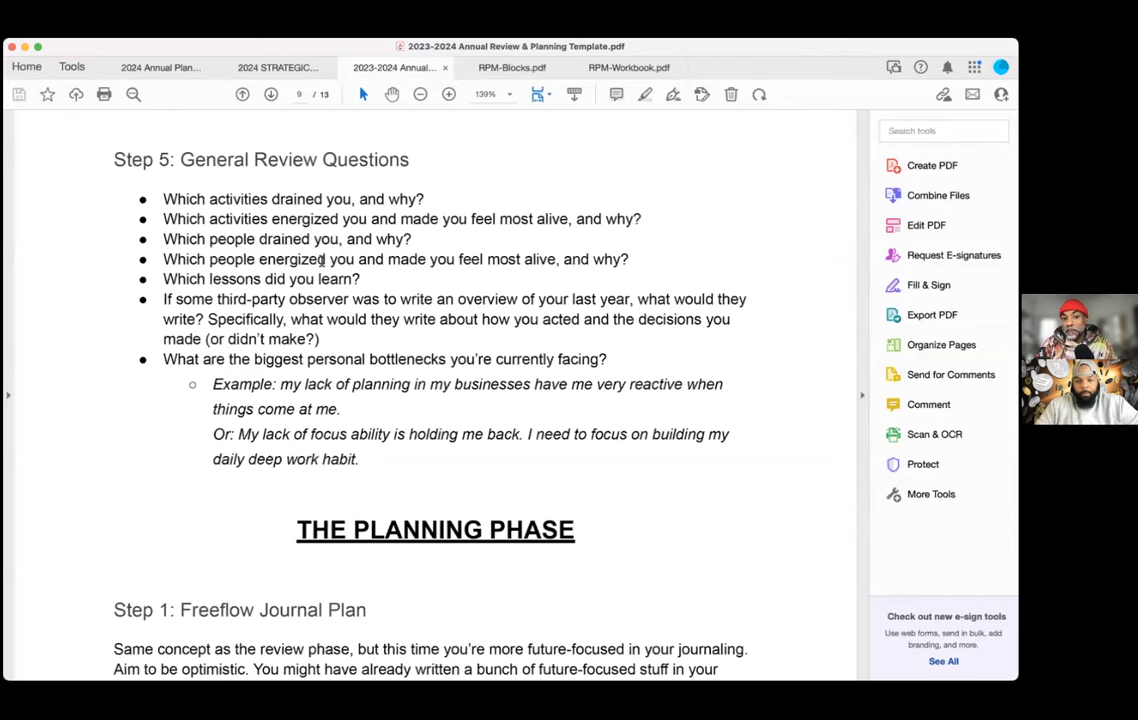 2023-2024 Annual Review & Planning Template.pdf
Home Tools 2024 Annual Plan... 2024 STRATEGIC... 2023-2024 Annual... × RPM-Blocks.pdf RPM-Workbook.pdf
9 / 13 139%
Step 5: General Review Questions
● Which activities drained you, and why?
● Which activities energized you and made you feel most alive, and why?
● Which people drained you, and why?
● Which people energized you and made you feel most alive, and why?
● Which lessons did you learn?
● If some third-party observer was to write an overview of your last year, what would they
write? Specifically, what would they write about how you acted and the decisions you
made (or didn't make?)
● What are the biggest personal bottlenecks you're currently facing?
○ Example: my lack of planning in my businesses have me very reactive when
things come at me.
Or: My lack of focus ability is holding me back. I need to focus on building my
daily deep work habit.
THE PLANNING PHASE
Step 1: Freeflow Journal Plan
Same concept as the review phase, but this time you're more future-focused in your journaling.
Aim to be optimistic. You might have already written a bunch of future-focused stuff in your
Search tools
Create PDF
Combine Files
Edit PDF
Request E-signatures
Fill & Sign
Export PDF
Organize Pages
Send for Comments
Comment
Scan & OCR
Protect
More Tools
Check out new e-sign tools
Use web forms, send in bulk, add
branding, and more.
See All